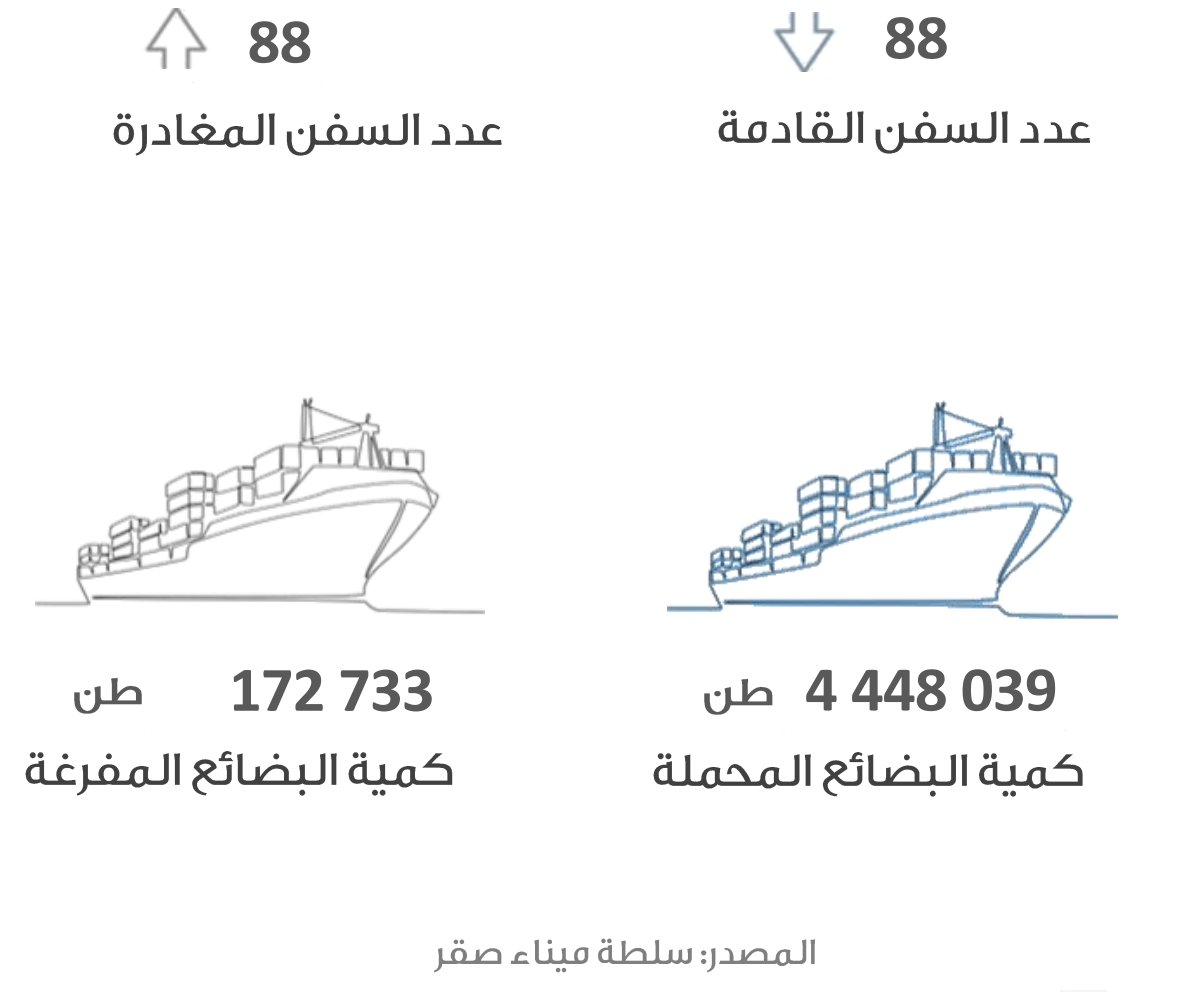 88
عدد السفن القادمة
88
عدد السفن المغادرة
4 448 039 طن
كمية البضائع المحملة
172 733 طن
كمية البضائع المفرغة
المصدر: سلطة ميناء صقر